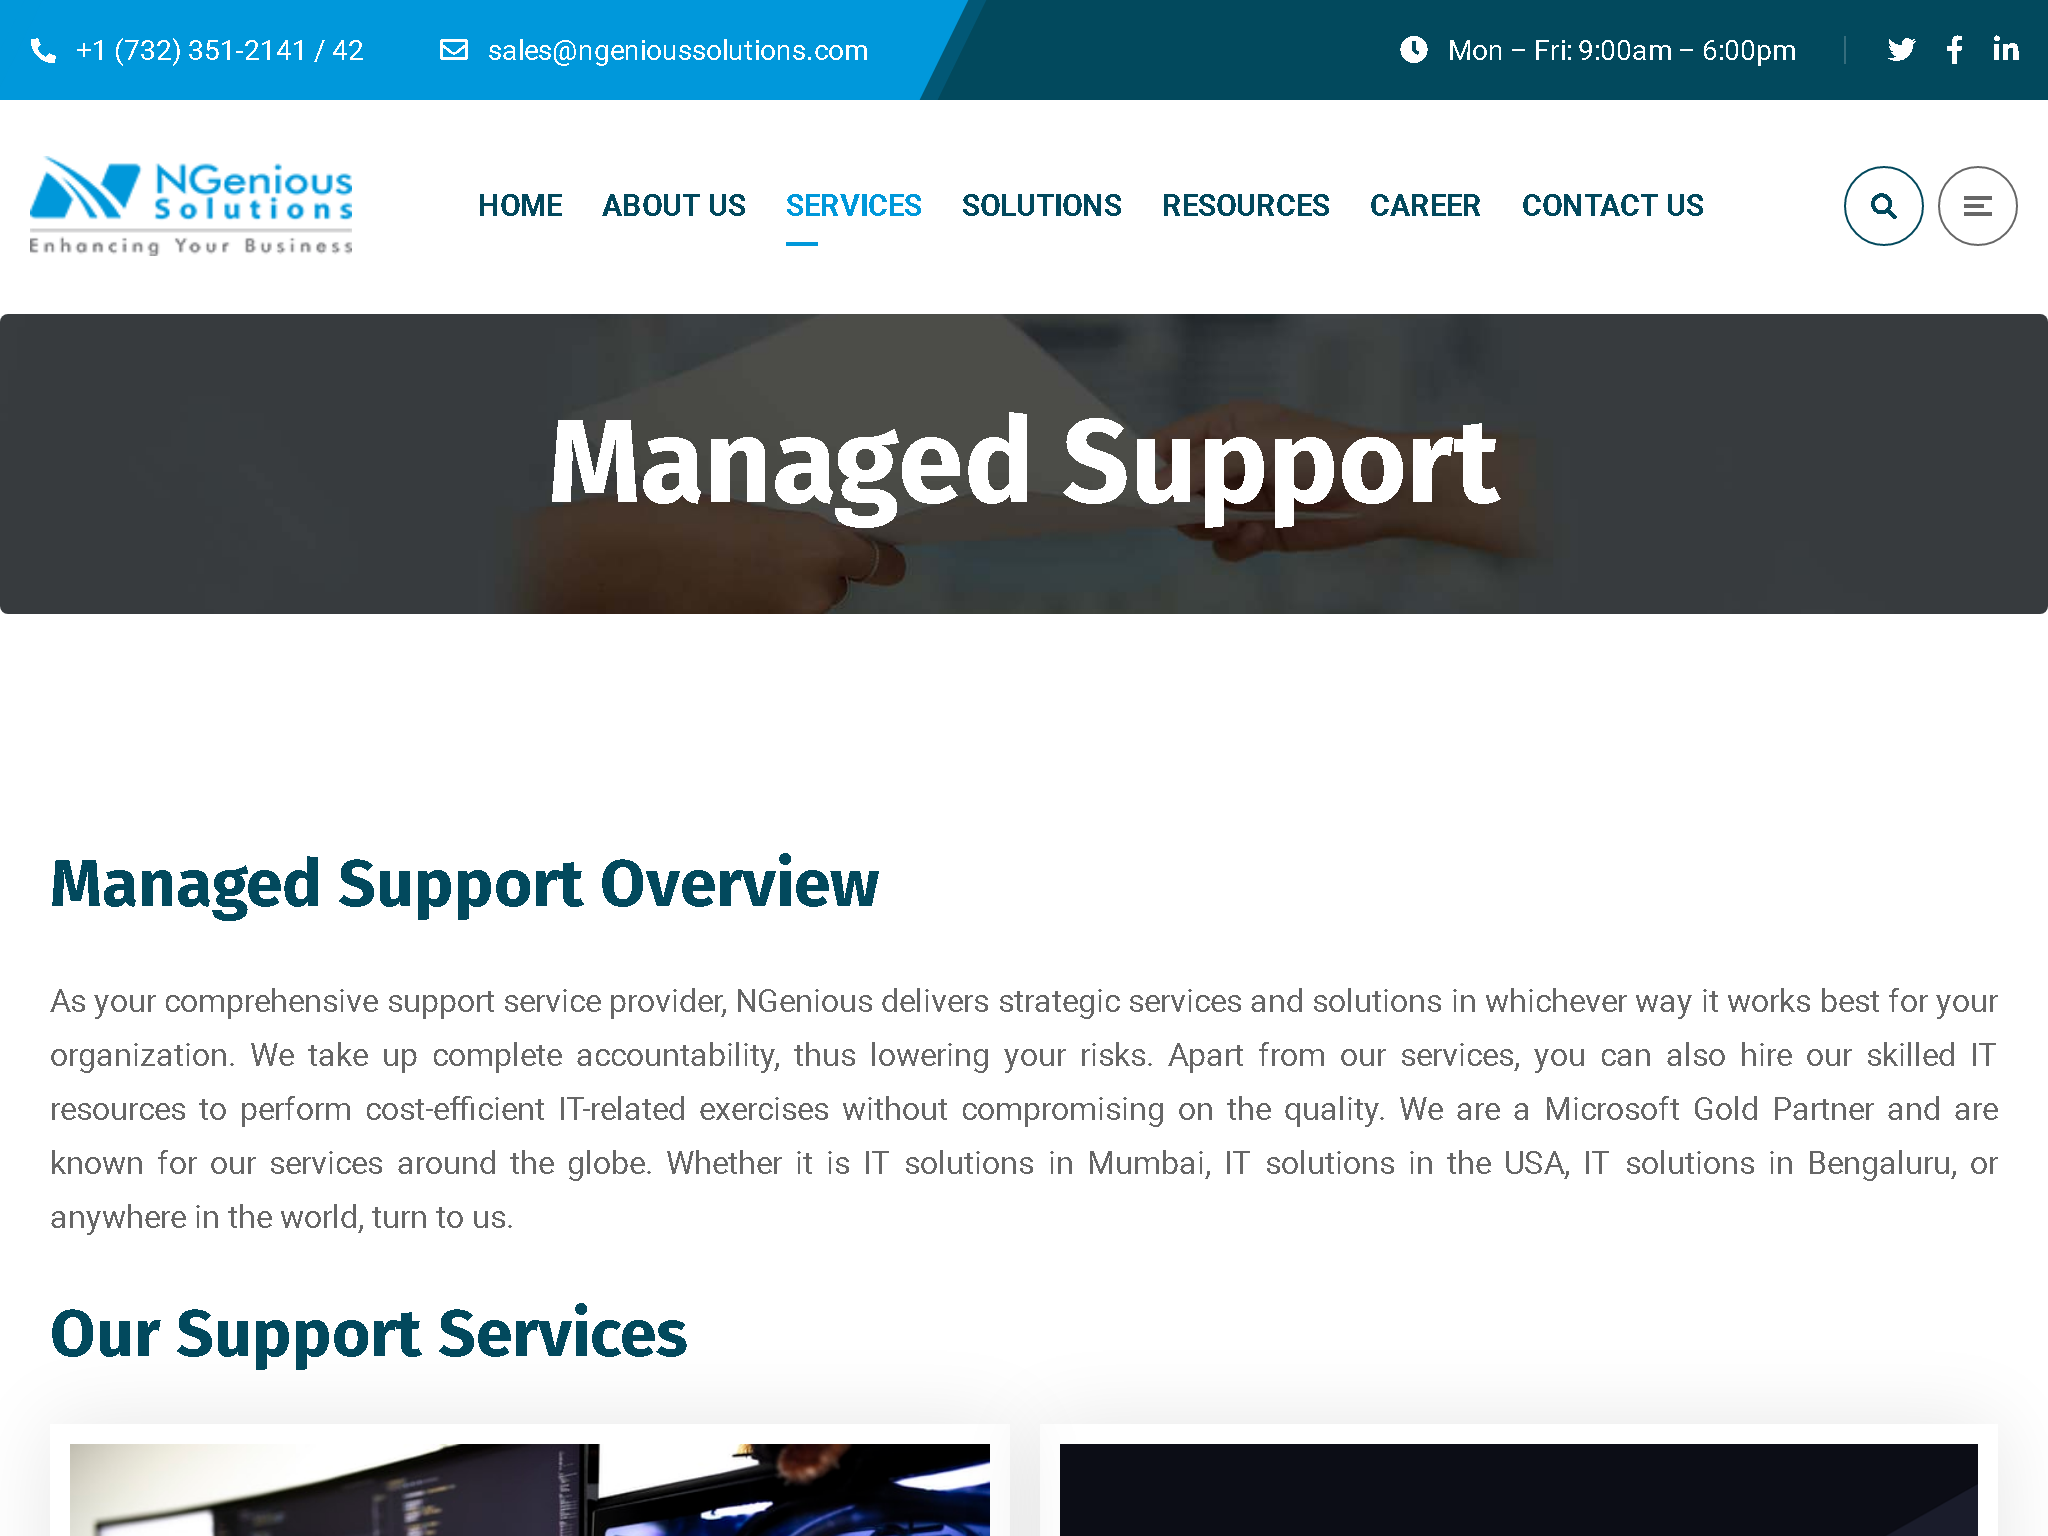 +1 (732) 351-2141 / 42
sales@ngenioussolutions.com
Mon – Fri: 9:00am – 6:00pm
NGenious
Solutions
Enhancing Your Business
HOME
ABOUT US
SERVICES
SOLUTIONS
RESOURCES
CAREER
CONTACT US
Managed Support
Managed Support Overview
As your comprehensive support service provider, NGenious delivers strategic services and solutions in whichever way it works best for your
organization. We take up complete accountability, thus lowering your risks. Apart from our services, you can also hire our skilled IT
resources to perform cost-efficient IT-related exercises without compromising on the quality. We are a Microsoft Gold Partner and are
known for our services around the globe. Whether it is IT solutions in Mumbai, IT solutions in the USA, IT solutions in Bengaluru, or
anywhere in the world, turn to us.
Our Support Services